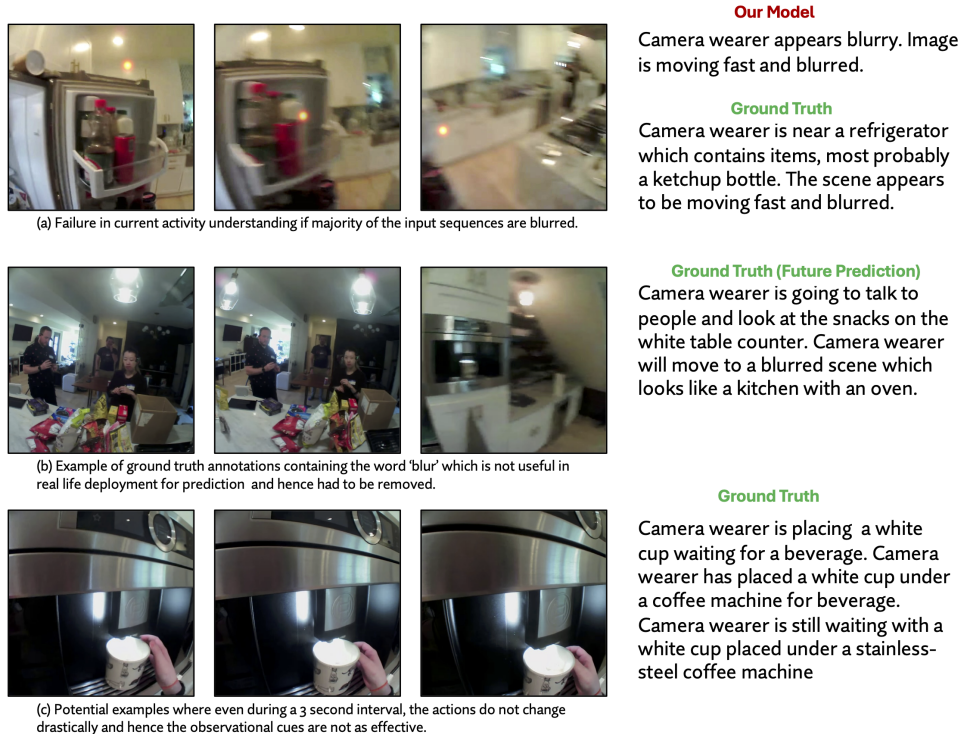 Our Model
Camera wearer appears blurry. Image
is moving fast and blurred.
Ground Truth
Camera wearer is near a refrigerator
which contains items, most probably
a ketchup bottle. The scene appears
to be moving fast and blurred.
(a) Failure in current activity understanding if majority of the input sequences are blurred.
Ground Truth (Future Prediction)
Camera wearer is going to talk to
people and look at the snacks on the
white table counter. Camera wearer
will move to a blurred scene which
looks like a kitchen with an oven.
(b) Example of ground truth annotations containing the word ‘blur’ which is not useful in
real life deployment for prediction and hence had to be removed.
Ground Truth
Camera wearer is placing a white
cup waiting for a beverage. Camera
wearer has placed a white cup under
a coffee machine for beverage.
Camera wearer is still waiting with a
white cup placed under a stainless-
steel coffee machine
(c) Potential examples where even during a 3 second interval, the actions do not change
drastically and hence the observational cues are not as effective.